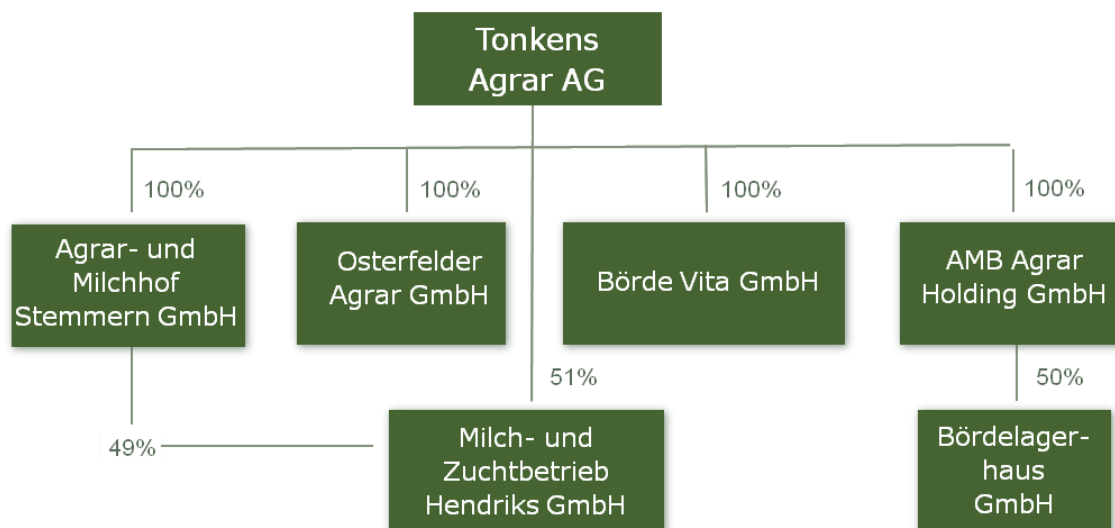 Tonkens
Agrar AG
100%
100%
100%
100%
Agrar- und
Milchhof
Stemmern GmbH
Osterfelder
Agrar GmbH
Börde Vita GmbH
AMB Agrar
Holding GmbH
51%
50%
49%
Milch- und
Zuchtbetrieb
Hendriks GmbH
Bördelager-
haus
GmbH